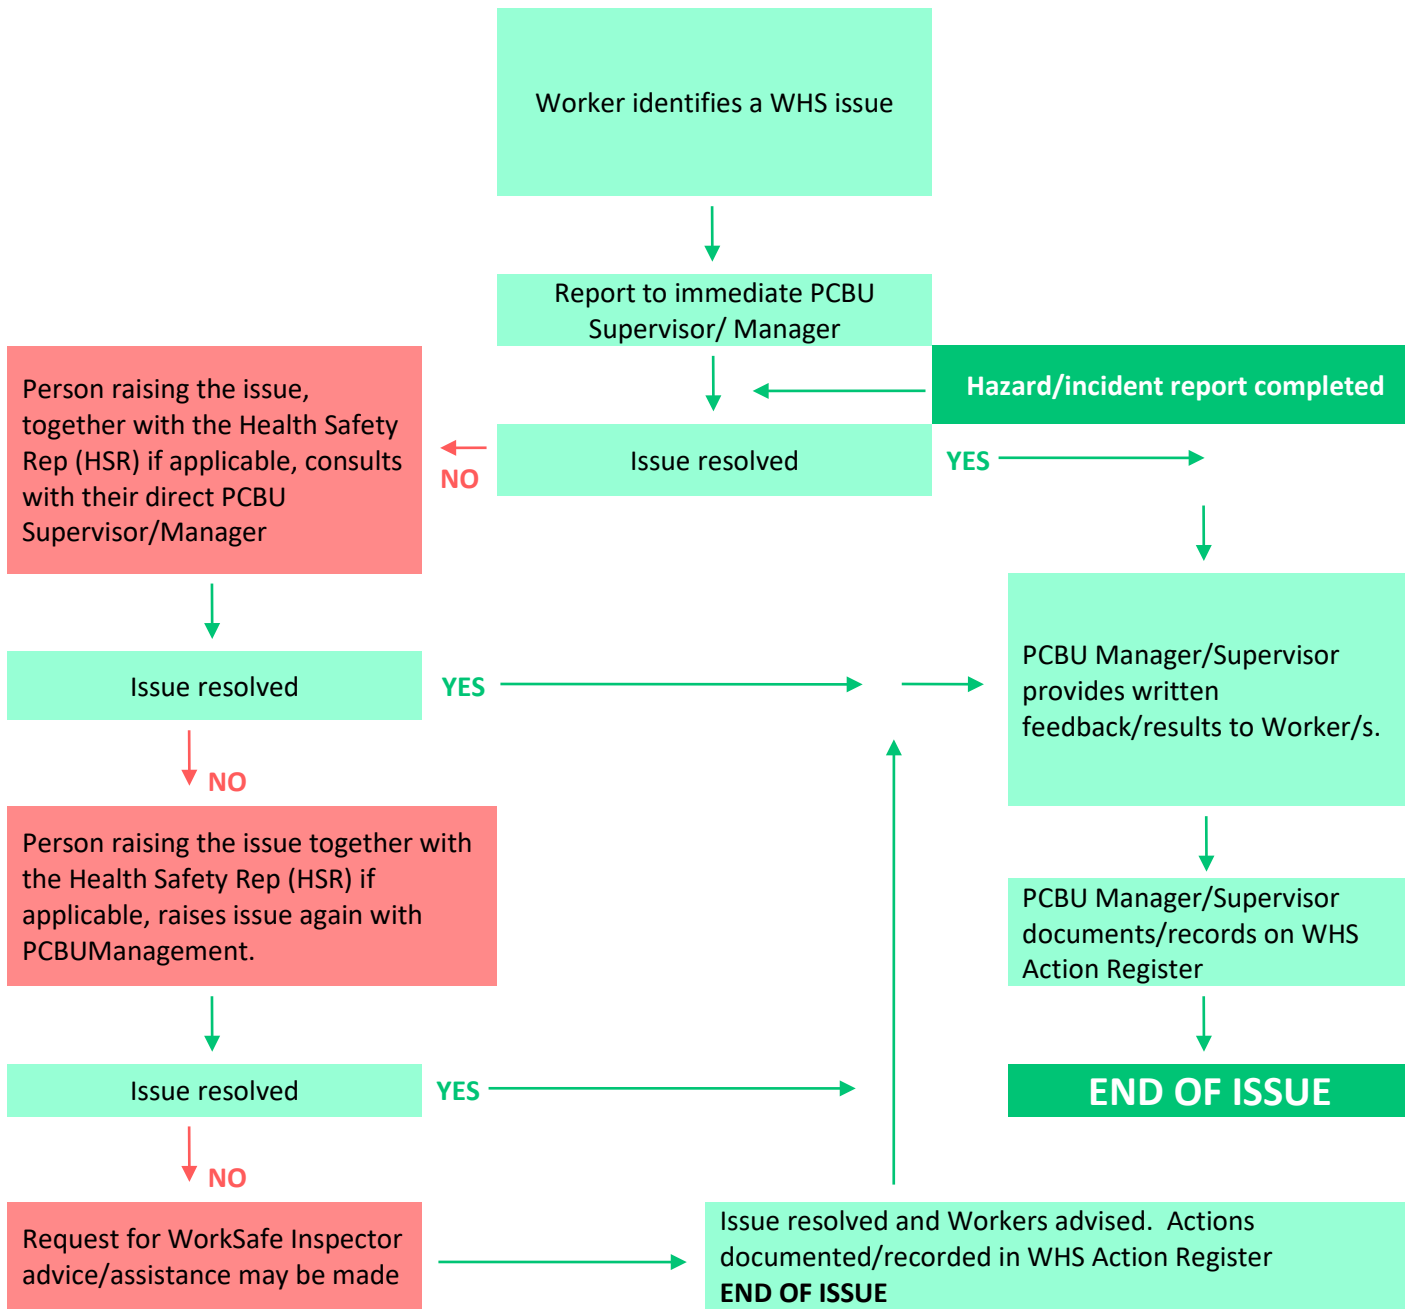 Worker identifies a WHS issue
Report to immediate PCBU
Supervisor/ Manager
Hazard/incident report completed
Person raising the issue,
together with the Health Safety
Rep (HSR) if applicable, consults
with their direct PCBU
Supervisor/Manager
NO
Issue resolved
YES
Issue resolved
YES
PCBU Manager/Supervisor
provides written
feedback/results to Worker/s.
NO
Person raising the issue together with
the Health Safety Rep (HSR) if
applicable, raises issue again with
PCBUManagement.
PCBU Manager/Supervisor
documents/records on WHS
Action Register
Issue resolved
YES
END OF ISSUE
NO
Request for WorkSafe Inspector
advice/assistance may be made
Issue resolved and Workers advised.  Actions
documented/recorded in WHS Action Register
END OF ISSUE